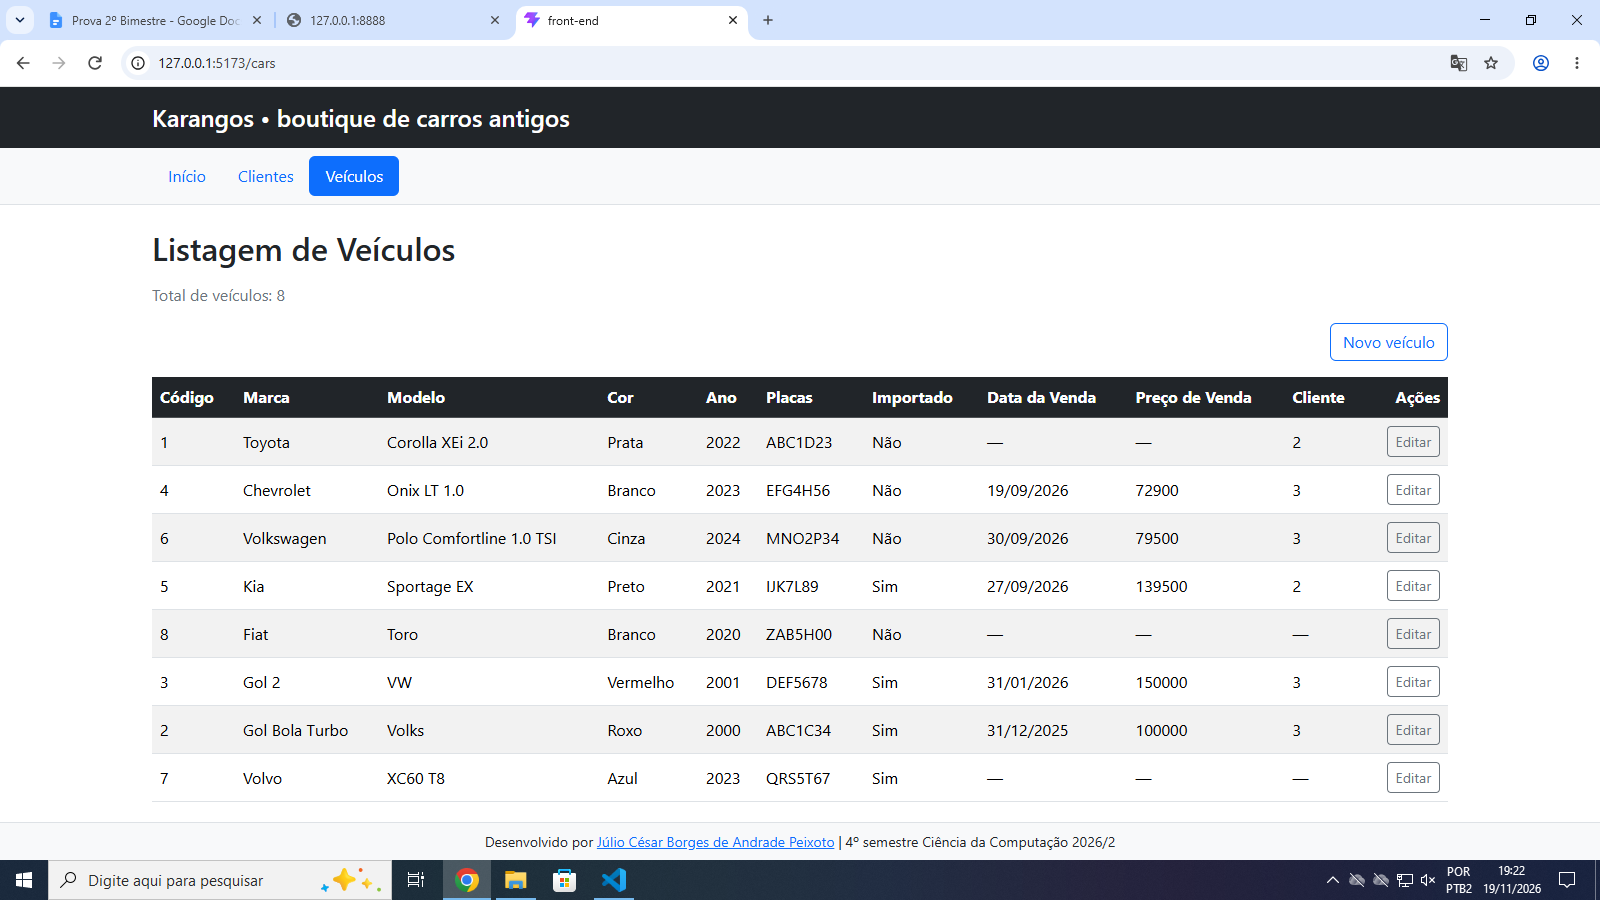 Prova 2º Bimestre - Google Doc
127.0.0.1:8888
front-end
127.0.0.1:5173/cars
Karangos • boutique de carros antigos
Início Clientes Veículos
Listagem de Veículos
Total de veículos: 8
Novo veículo
Código Marca Modelo Cor Ano Placas Importado Data da Venda Preço de Venda Cliente Ações
1 Toyota Corolla XEi 2.0 Prata 2022 ABC1D23 Não — — 2 Editar
4 Chevrolet Onix LT 1.0 Branco 2023 EFG4H56 Não 19/09/2026 72900 3 Editar
6 Volkswagen Polo Comfortline 1.0 TSI Cinza 2024 MNO2P34 Não 30/09/2026 79500 3 Editar
5 Kia Sportage EX Preto 2021 IJK7L89 Sim 27/09/2026 139500 2 Editar
8 Fiat Toro Branco 2020 ZAB5H00 Não — — — Editar
3 Gol 2 VW Vermelho 2001 DEF5678 Sim 31/01/2026 150000 3 Editar
2 Gol Bola Turbo Volks Roxo 2000 ABC1C34 Sim 31/12/2025 100000 3 Editar
7 Volvo XC60 T8 Azul 2023 QRS5T67 Sim — — — Editar
Desenvolvido por Júlio César Borges de Andrade Peixoto | 4º semestre Ciência da Computação 2026/2
Digite aqui para pesquisar
POR 19:22
PTB2 19/11/2026